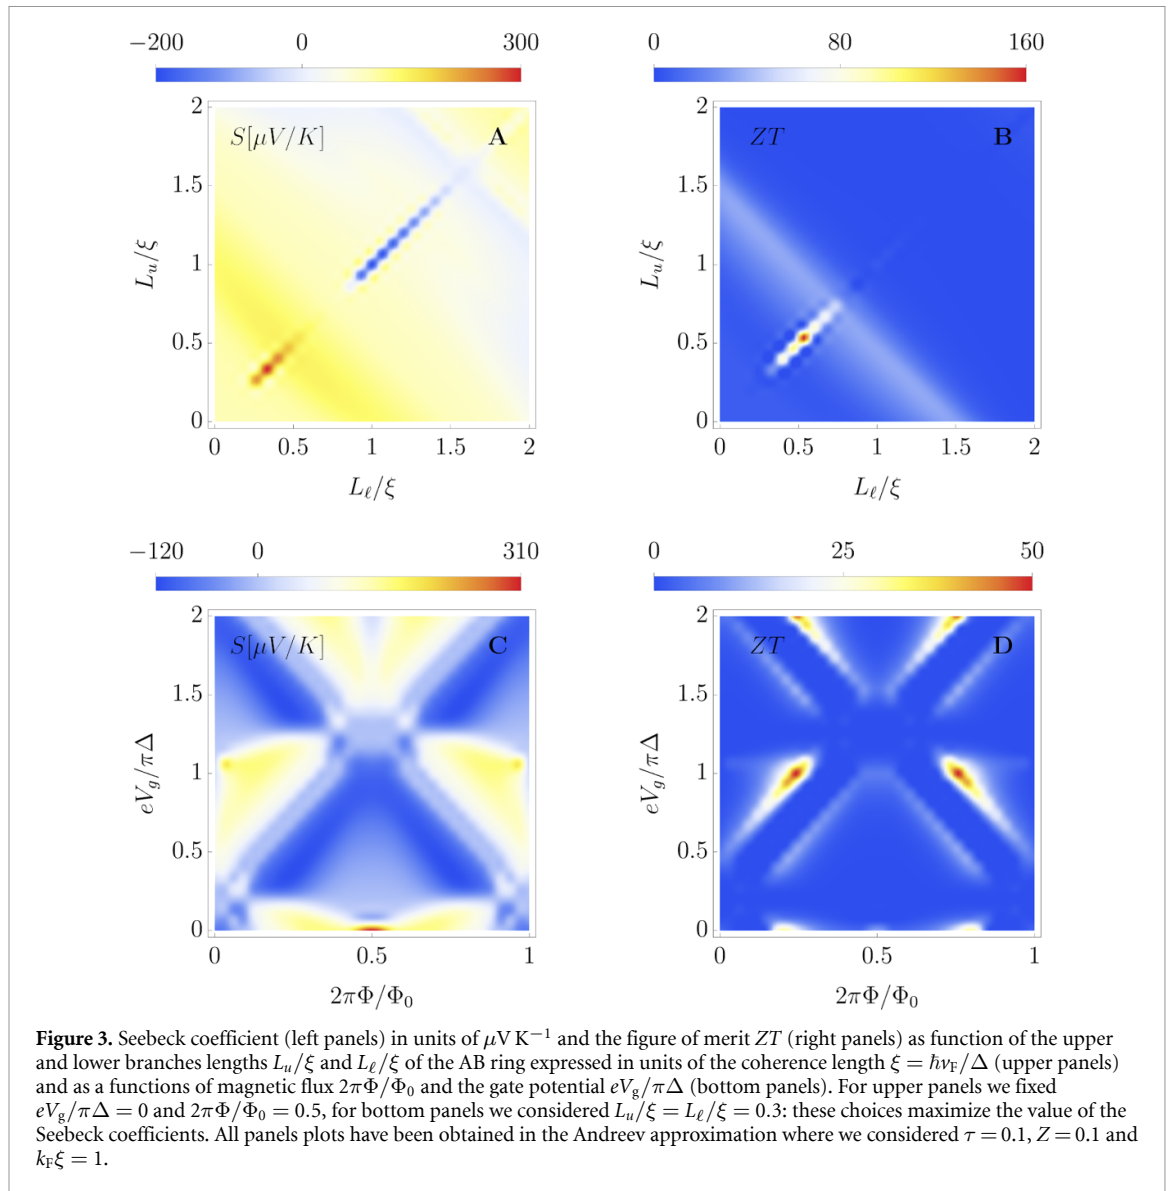 −200 0 300
0 80 160
S[μV/K] A
ZT B
2
1.5
1
0.5
0
L_u/ξ
0 0.5 1 1.5 2
L_ℓ/ξ
2
1.5
1
0.5
0
L_u/ξ
0 0.5 1 1.5 2
L_ℓ/ξ
−120 0 310
0 25 50
S[μV/K] C
ZT D
2
1.5
1
0.5
0
eV_g/πΔ
0 0.5 1
2πΦ/Φ_0
2
1.5
1
0.5
0
eV_g/πΔ
0 0.5 1
2πΦ/Φ_0
Figure 3. Seebeck coefficient (left panels) in units of μV K⁻¹ and the figure of merit ZT (right panels) as function of the upper
and lower branches lengths L_u/ξ and L_ℓ/ξ of the AB ring expressed in units of the coherence length ξ = ℏv_F/Δ (upper panels)
and as a functions of magnetic flux 2πΦ/Φ_0 and the gate potential eV_g/πΔ (bottom panels). For upper panels we fixed
eV_g/πΔ = 0 and 2πΦ/Φ_0 = 0.5, for bottom panels we considered L_u/ξ = L_ℓ/ξ = 0.3: these choices maximize the value of the
Seebeck coefficients. All panels plots have been obtained in the Andreev approximation where we considered τ = 0.1, Z = 0.1 and
k_Fξ = 1.